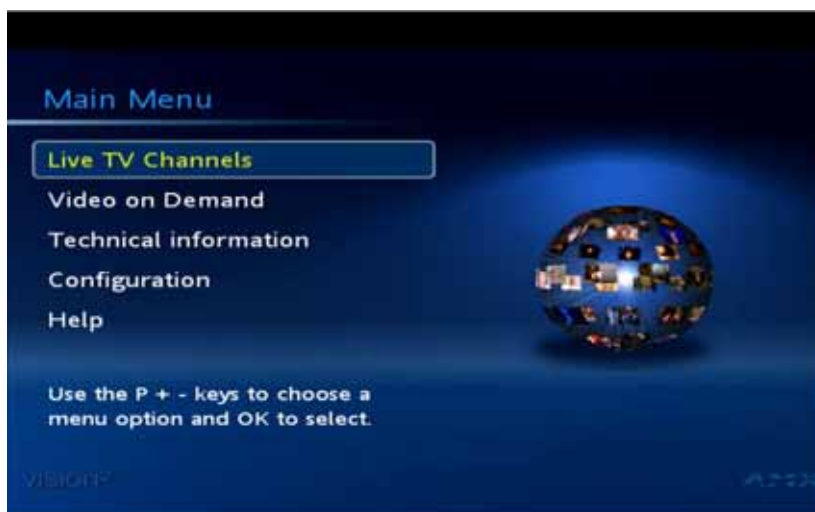 Main Menu
Live TV Channels
Video on Demand
Technical information
Configuration
Help
Use the P + - keys to choose a
menu option and OK to select.